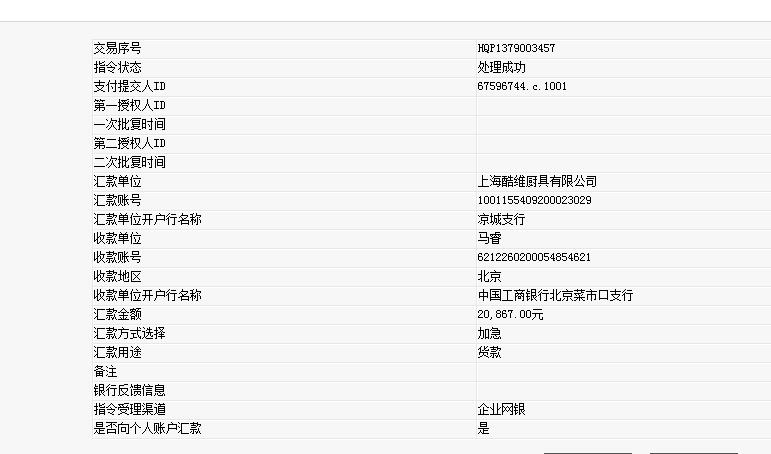 交易序号 HQP1379003457
指令状态 处理成功
支付提交人ID 67596744.c.1001
第一授权人ID
一次批复时间
第二授权人ID
二次批复时间
汇款单位 上海酷维厨具有限公司
汇款账号 1001155409200023029
汇款单位开户行名称 凉城支行
收款单位 马睿
收款账号 6212260200054854621
收款地区 北京
收款单位开户行名称 中国工商银行北京菜市口支行
汇款金额 20,867.00元
汇款方式选择 加急
汇款用途 货款
备注
银行反馈信息
指令受理渠道 企业网银
是否向个人账户汇款 是